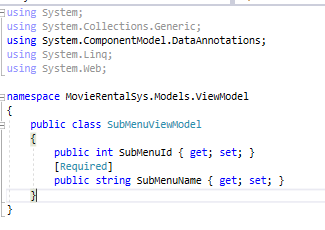 using System;
using System.Collections.Generic;
using System.ComponentModel.DataAnnotations;
using System.Linq;
using System.Web;
namespace MovieRentalSys.Models.ViewModel
{
public class SubMenuViewModel
{
public int SubMenuId { get; set; }
[Required]
public string SubMenuName { get; set; }
}
}